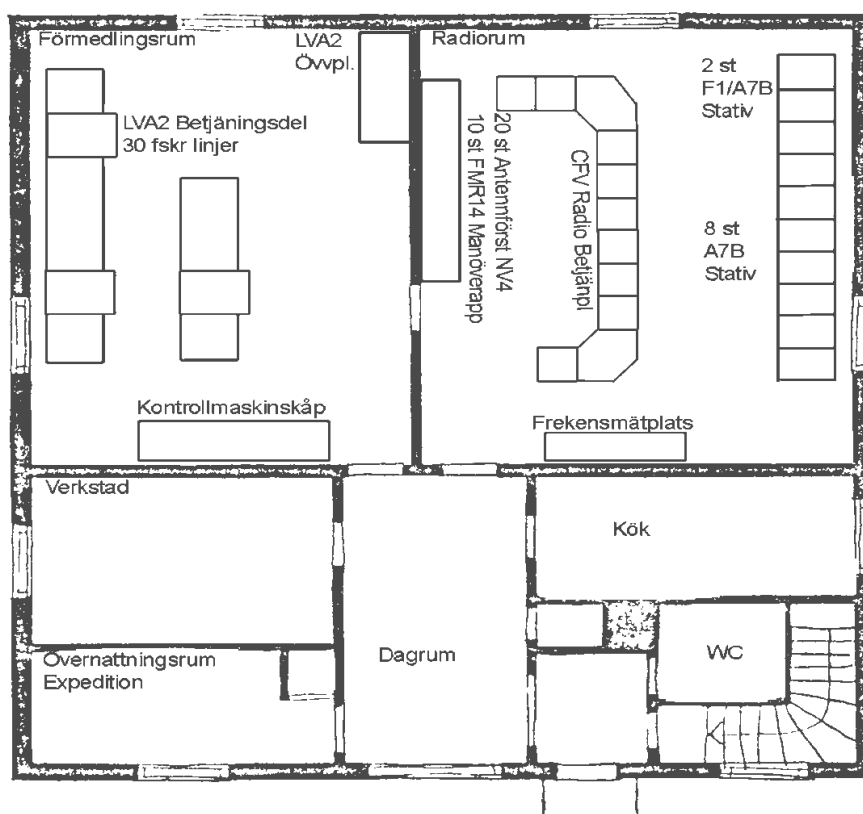 Förmedlingsrum
LVA2
Övvpl.
LVA2 Betjäningsdel
30 fskr linjer
Kontrollmaskinskåp
Radiorum
20 st Antennförst NV4
10 st FMR14 Manöverapp
CFV Radio Betjänpl
2 st
F1/A7B
Stativ
8 st
A7B
Stativ
Frekensmätplats
Verkstad
Kök
Overnattningsrum
Expedition
Dagrum
WC